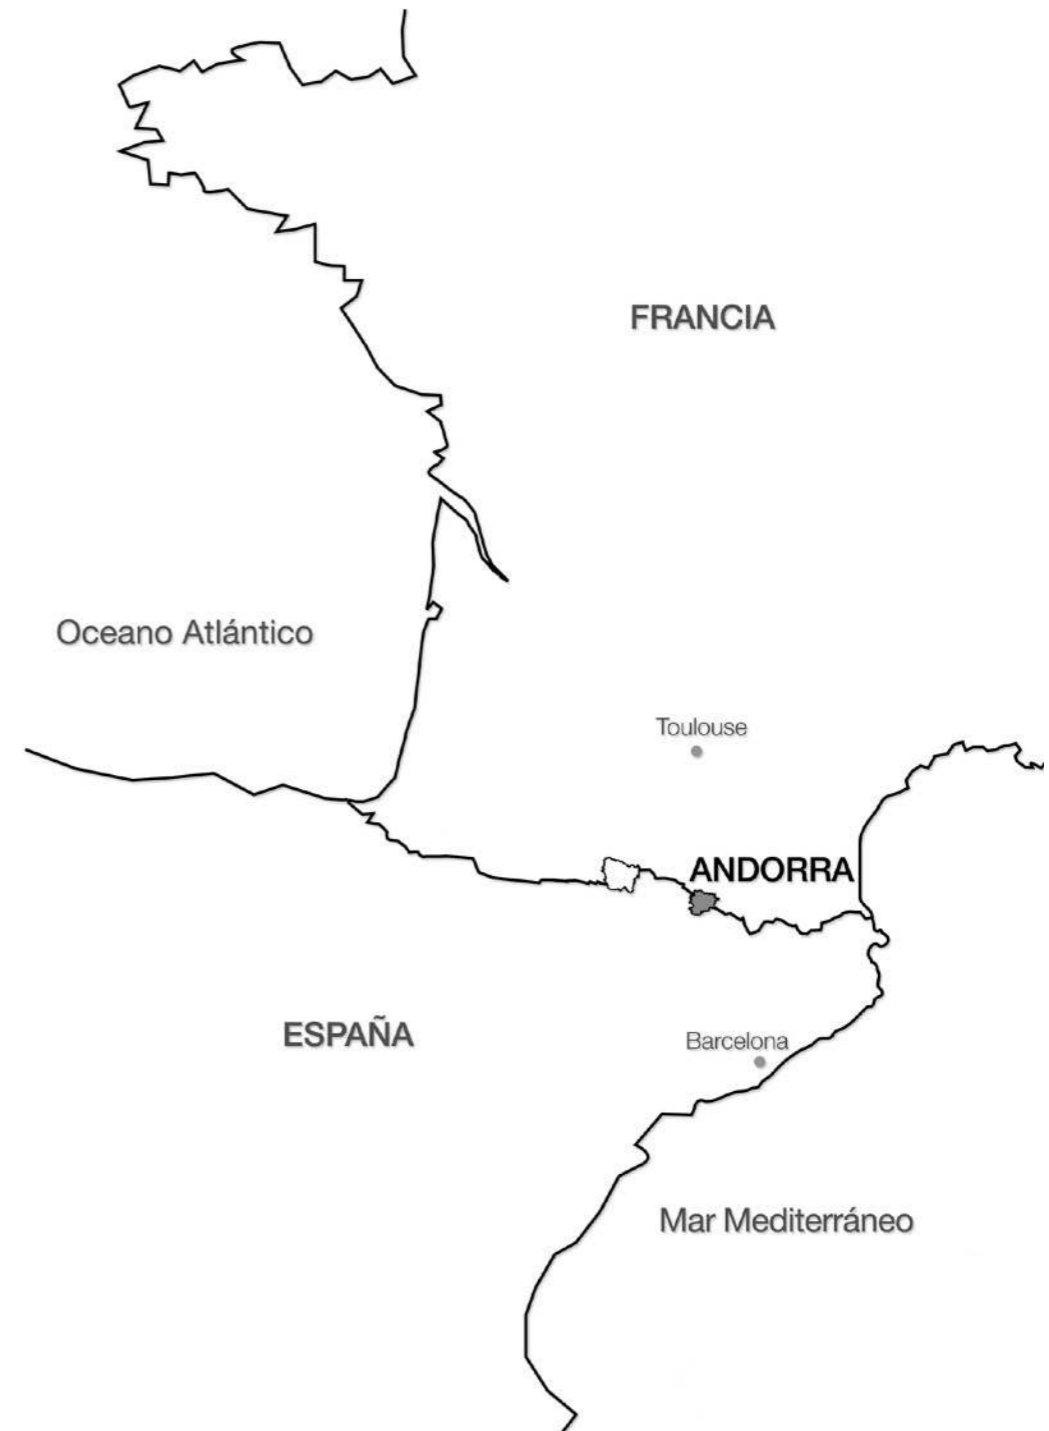 FRANCIA
Oceano Atlántico
Toulouse
ANDORRA
ESPAÑA
Barcelona
Mar Mediterráneo